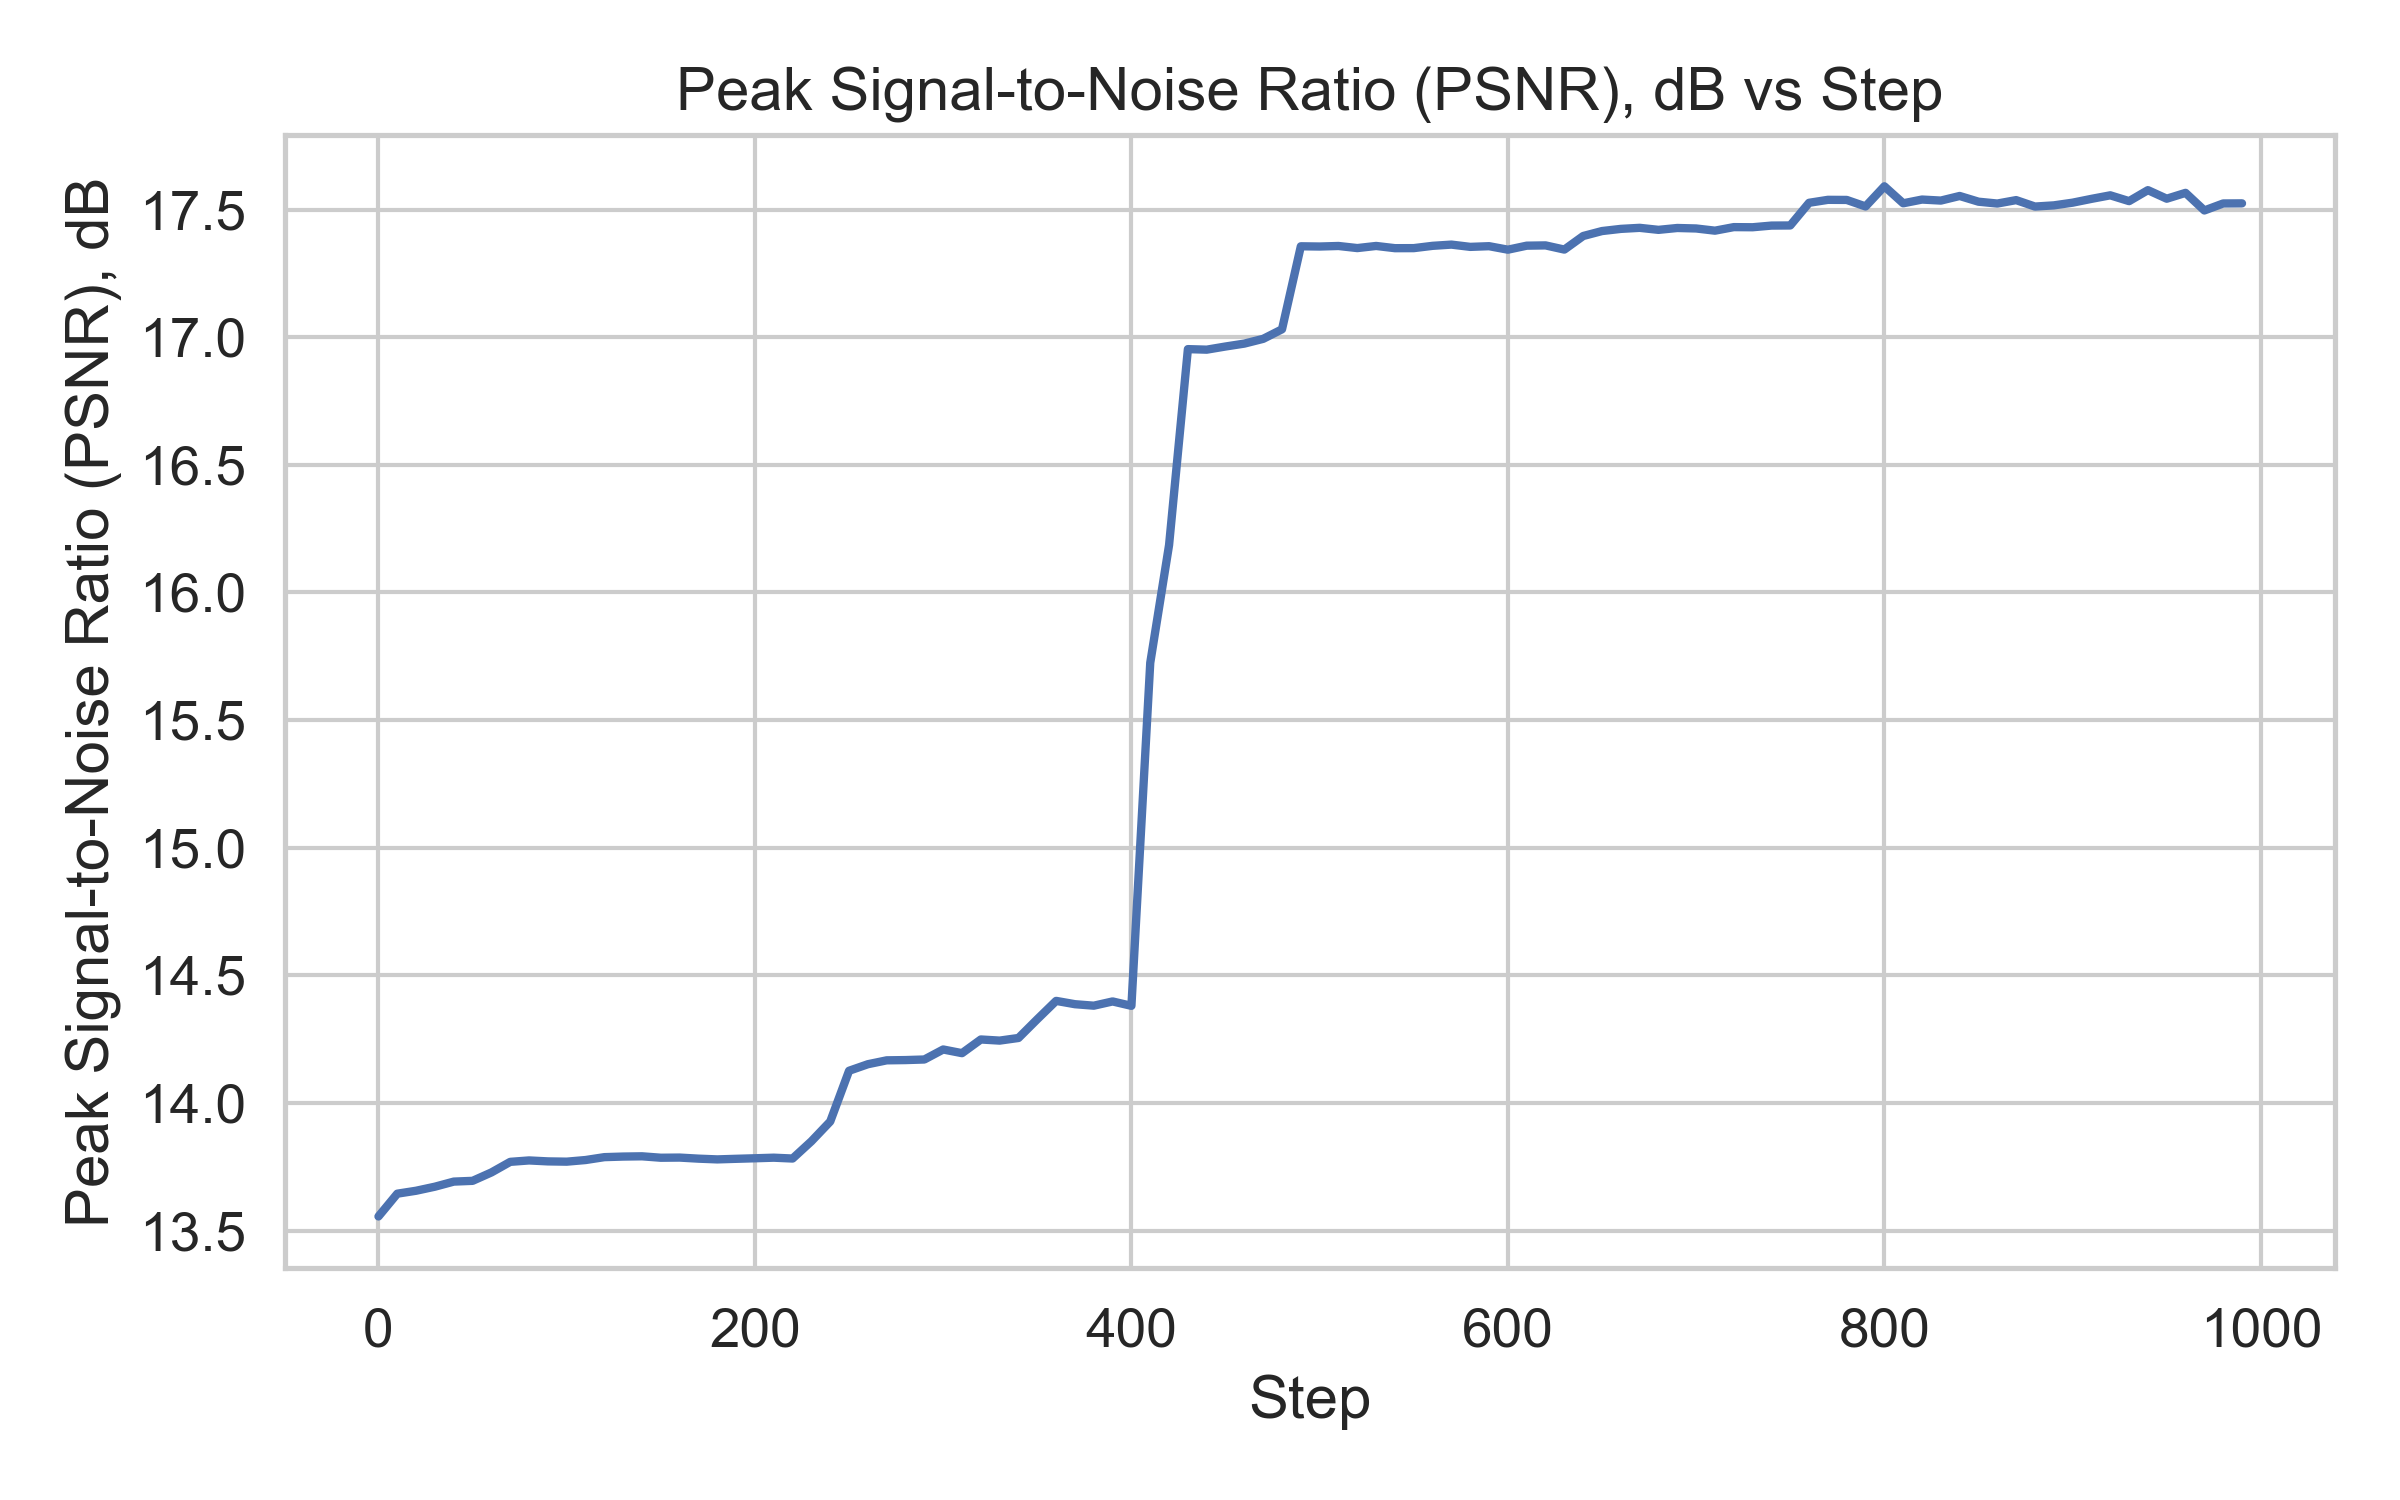 Peak Signal-to-Noise Ratio (PSNR), dB vs Step
Peak Signal-to-Noise Ratio (PSNR), dB
17.5
17.0
16.5
16.0
15.5
15.0
14.5
14.0
13.5
0 200 400 600 800 1000
Step